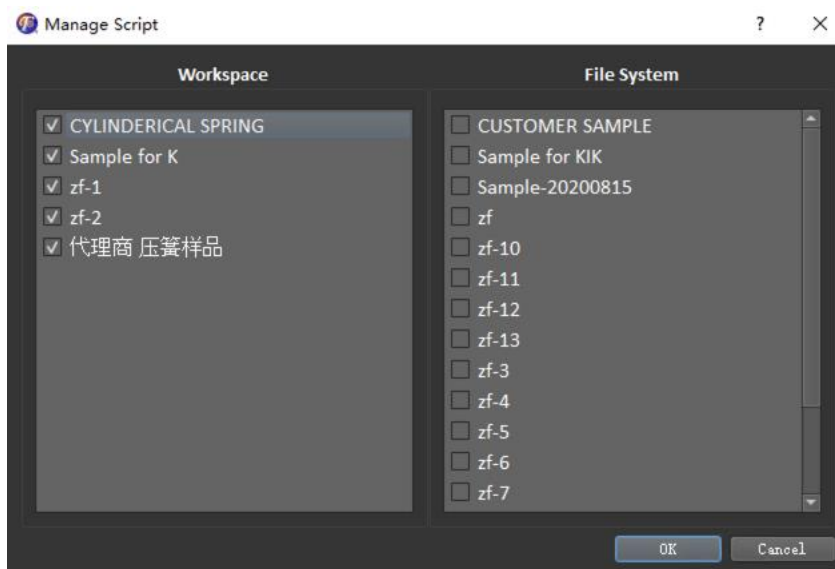 Manage Script
Workspace
CYLINDERICAL SPRING
Sample for K
zf-1
zf-2
代理商 压簧样品
File System
CUSTOMER SAMPLE
Sample for KIK
Sample-20200815
zf
zf-10
zf-11
zf-12
zf-13
zf-3
zf-4
zf-5
zf-6
zf-7
OK
Cancel